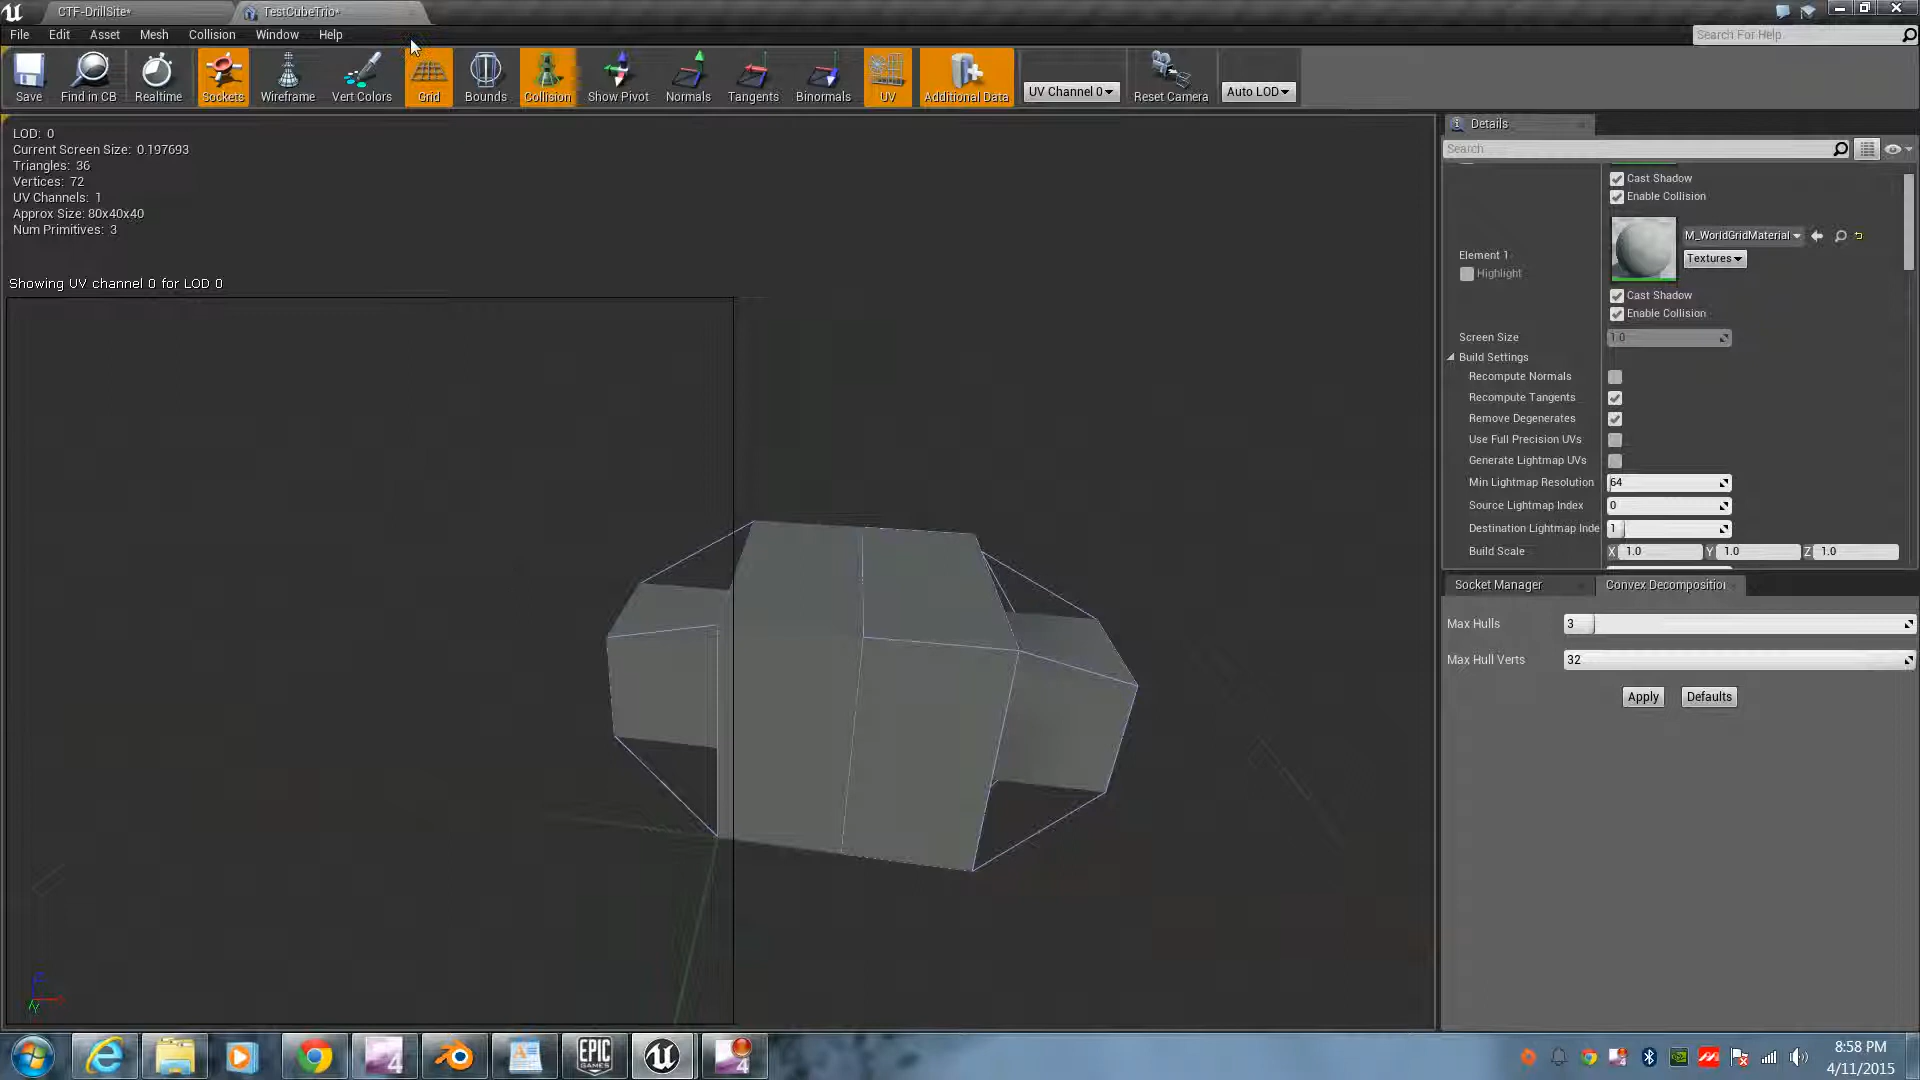 CTF-DrillSite*
TestCubeTrio*
File Edit Asset Mesh Collision Window Help
Search For Help
Save Find in CB Realtime Sockets Wireframe Vert Colors Grid Bounds Collision Show Pivot Normals Tangents Binormals UV Additional Data UV Channel 0 Reset Camera Auto LOD
LOD: 0
Current Screen Size: 0.197693
Triangles: 36
Vertices: 72
UV Channels: 1
Approx Size: 80x40x40
Num Primitives: 3
Showing UV channel 0 for LOD 0
Details
Search
Cast Shadow
Enable Collision
M_WorldGridMaterial
Element 1
Textures
Highlight
Cast Shadow
Enable Collision
Screen Size 1.0
Build Settings
Recompute Normals
Recompute Tangents
Remove Degenerates
Use Full Precision UVs
Generate Lightmap UVs
Min Lightmap Resolution 64
Source Lightmap Index 0
Destination Lightmap Inde 1
Build Scale X 1.0 Y 1.0 Z 1.0
Socket Manager Convex Decomposition
Max Hulls 3
Max Hull Verts 32
Apply Defaults
Z
Y
EPIC
GAMES
4
4
8:58 PM
4/11/2015